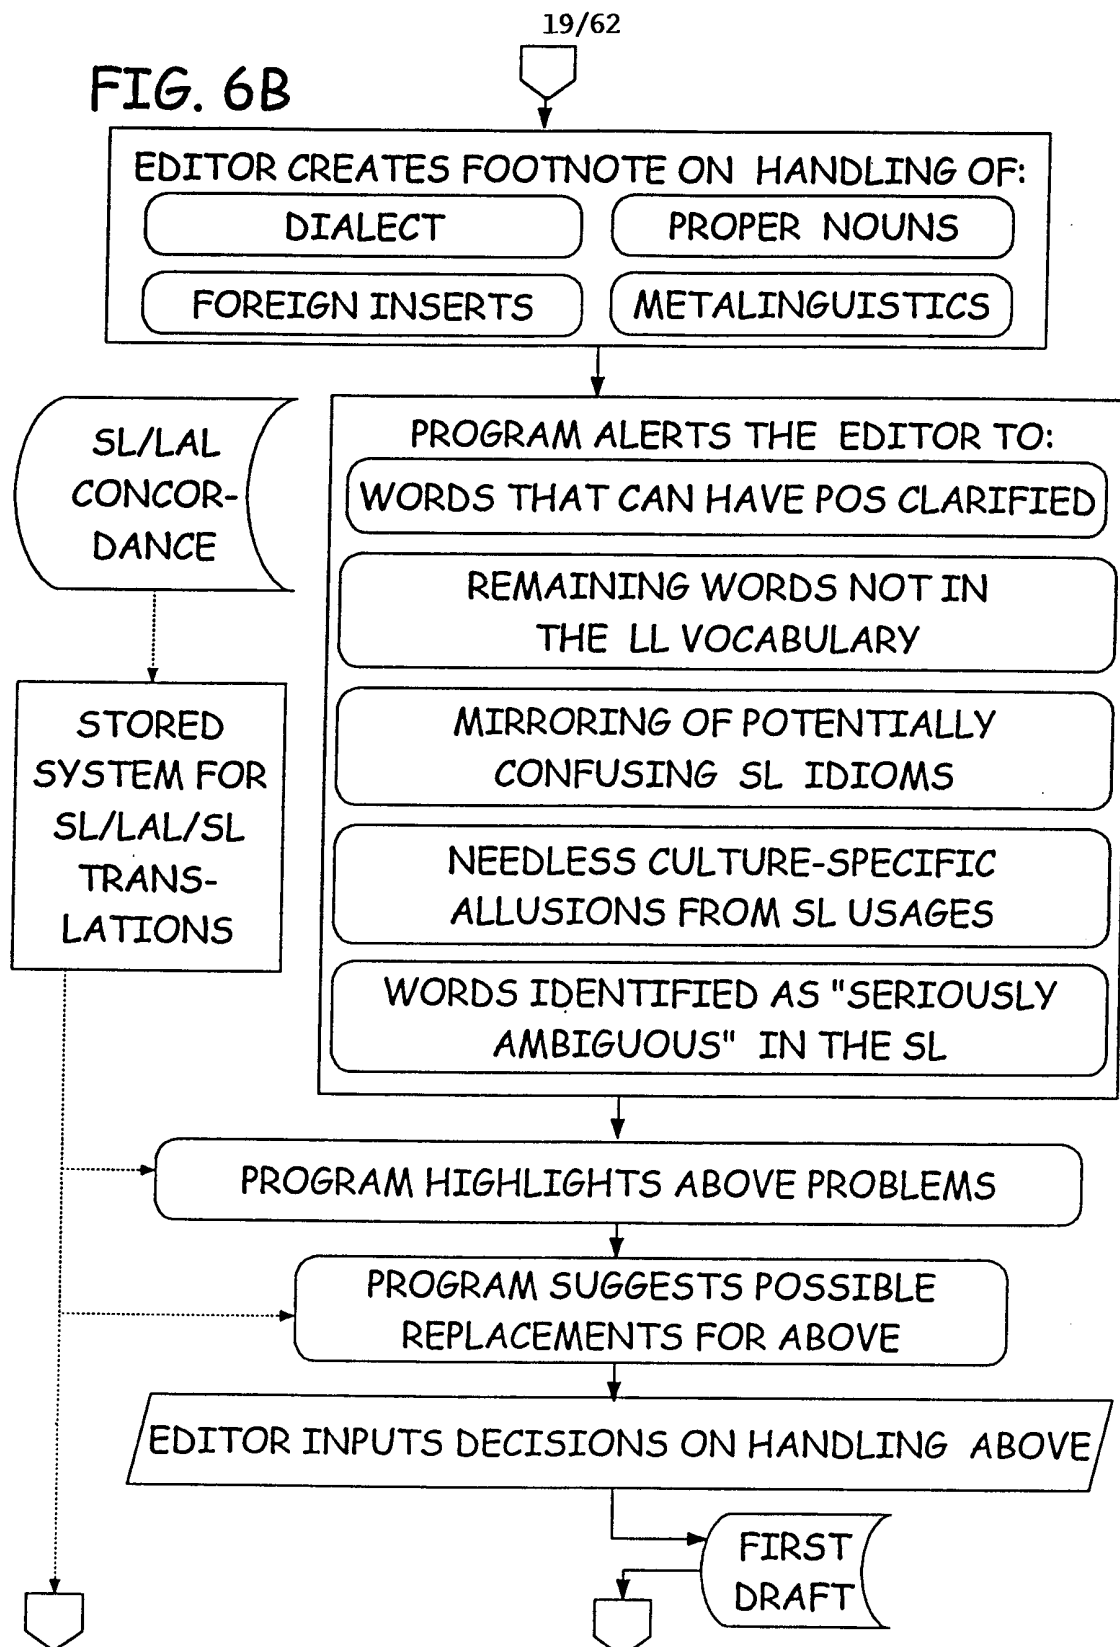 19/62
FIG. 6B
EDITOR CREATES FOOTNOTE ON HANDLING OF:
DIALECT
PROPER NOUNS
FOREIGN INSERTS
METALINGUISTICS
SL/LAL
CONCOR-
DANCE
STORED
SYSTEM FOR
SL/LAL/SL
TRANS-
LATIONS
PROGRAM ALERTS THE EDITOR TO:
WORDS THAT CAN HAVE POS CLARIFIED
REMAINING WORDS NOT IN
THE LL VOCABULARY
MIRRORING OF POTENTIALLY
CONFUSING SL IDIOMS
NEEDLESS CULTURE-SPECIFIC
ALLUSIONS FROM SL USAGES
WORDS IDENTIFIED AS "SERIOUSLY
AMBIGUOUS" IN THE SL
PROGRAM HIGHLIGHTS ABOVE PROBLEMS
PROGRAM SUGGESTS POSSIBLE
REPLACEMENTS FOR ABOVE
EDITOR INPUTS DECISIONS ON HANDLING ABOVE
FIRST
DRAFT